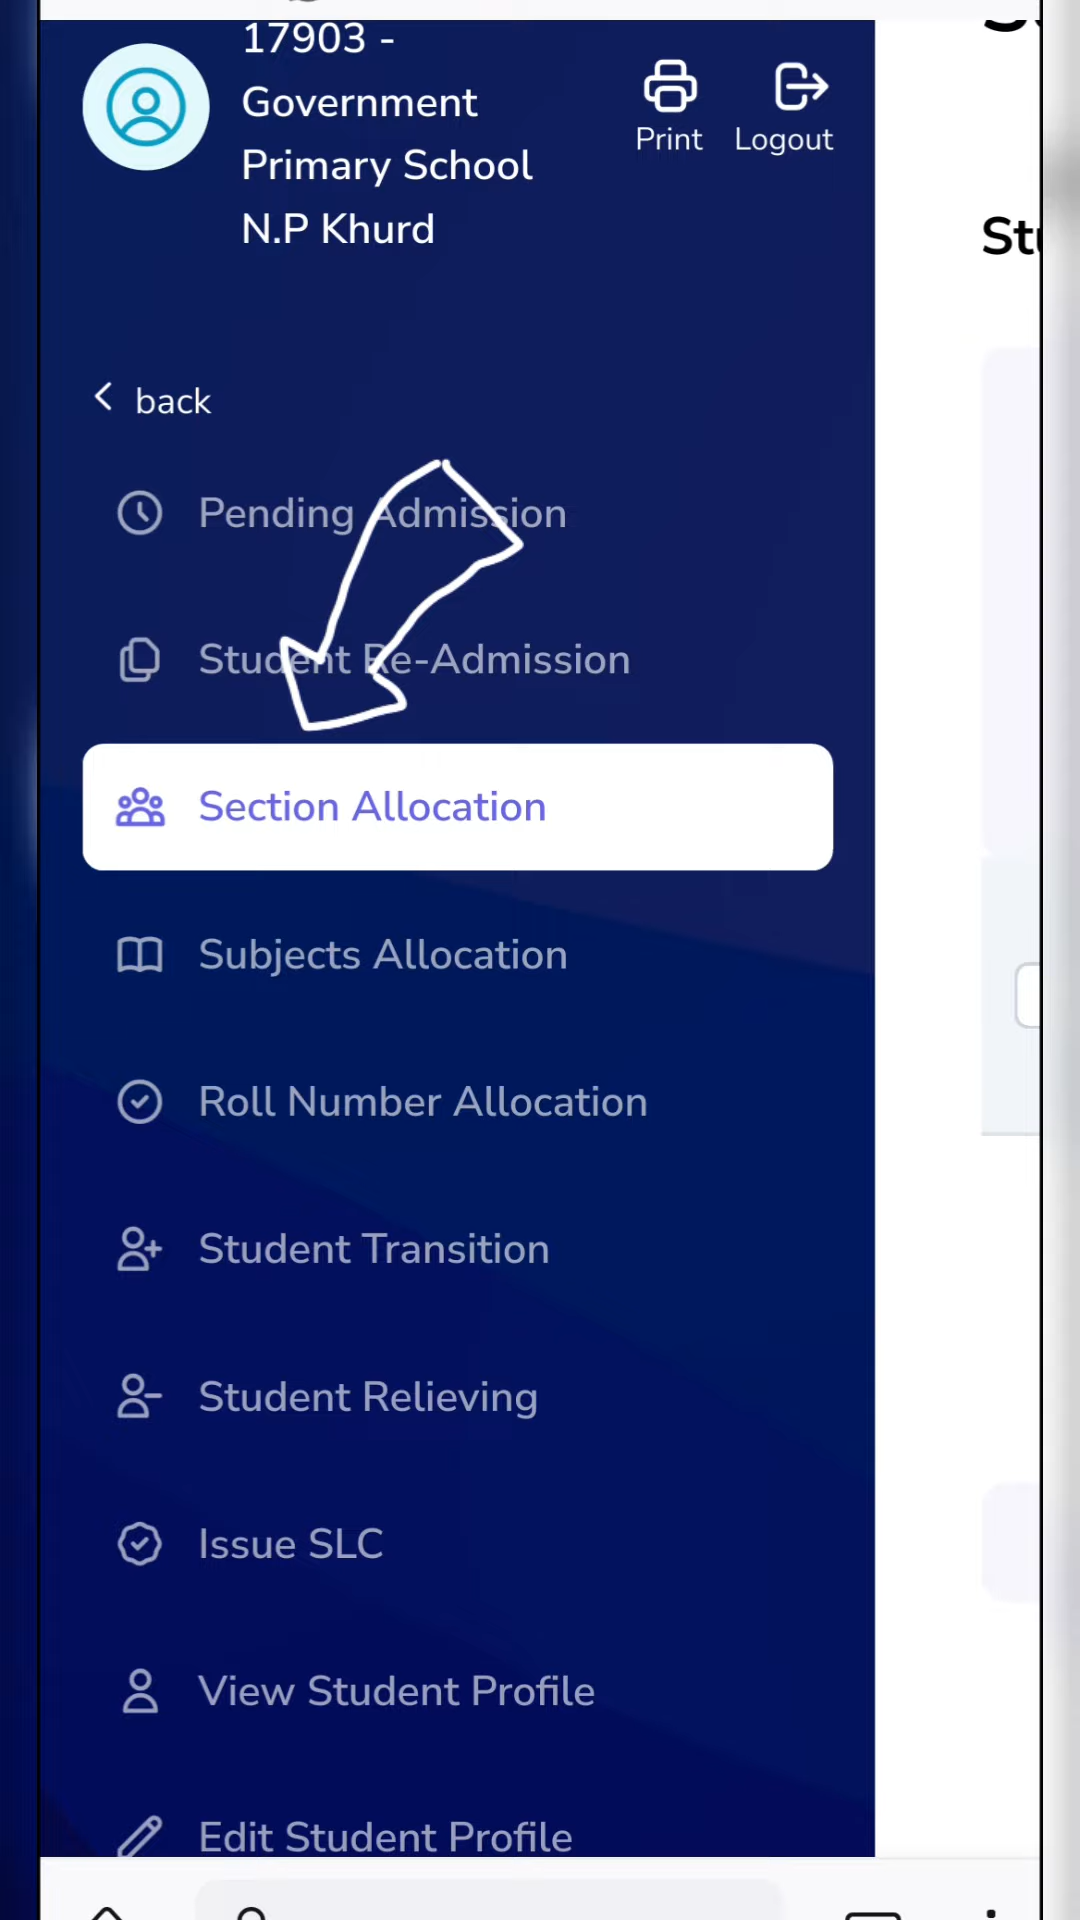 17903 -
Government
Primary School
N.P Khurd
Print
Logout
back
Pending Admission
Student Re-Admission
Section Allocation
Subjects Allocation
Roll Number Allocation
Student Transition
Student Relieving
Issue SLC
View Student Profile
Edit Student Profile